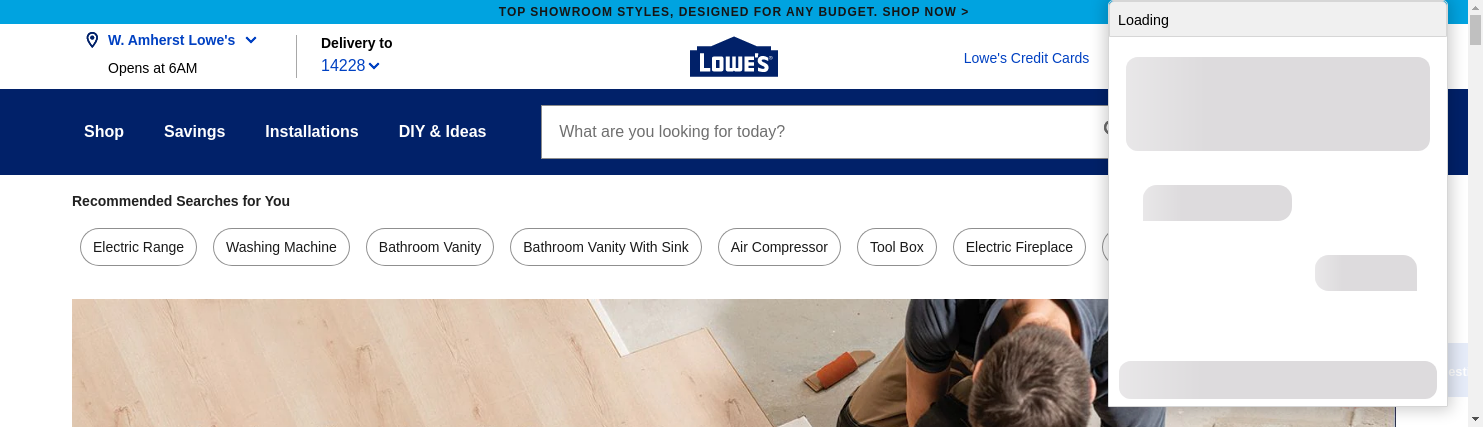 TOP SHOWROOM STYLES, DESIGNED FOR ANY BUDGET. SHOP NOW >
Loading
W. Amherst Lowe's
Opens at 6AM
Delivery to
14228
LOWE'S
Lowe's Credit Cards
Shop
Savings
Installations
DIY & Ideas
What are you looking for today?
Recommended Searches for You
Electric Range
Washing Machine
Bathroom Vanity
Bathroom Vanity With Sink
Air Compressor
Tool Box
Electric Fireplace